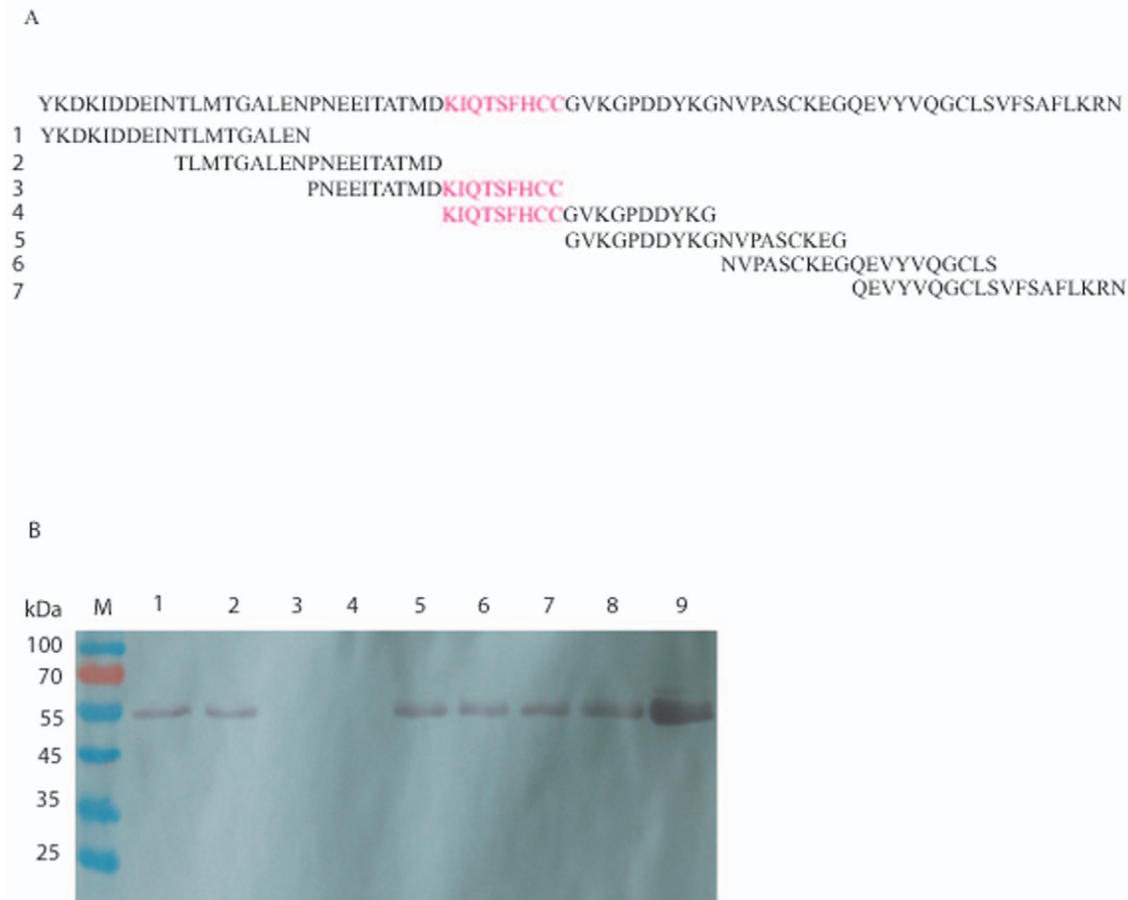 A
YKDKIDDEINTLMTGALENPNEEITATMDKIQTSFHCCGVKGPDDYKGNVPASCKEGQEVYVQGCLSVFSAFLKRN
1 YKDKIDDEINTLMTGALEN
2 TLMTGALENPNEEITATMD
3 PNEEITATMDKIQTSFHCC
4 KIQTSFHCCGVKGPDDYKG
5 GVKGPDDYKGNVPASCKEG
6 NVPASCKEGQEVYVQGCLS
7 QEVYVQGCLSVFSAFLKRN
B
kDa M 1 2 3 4 5 6 7 8 9
100
70
55
45
35
25